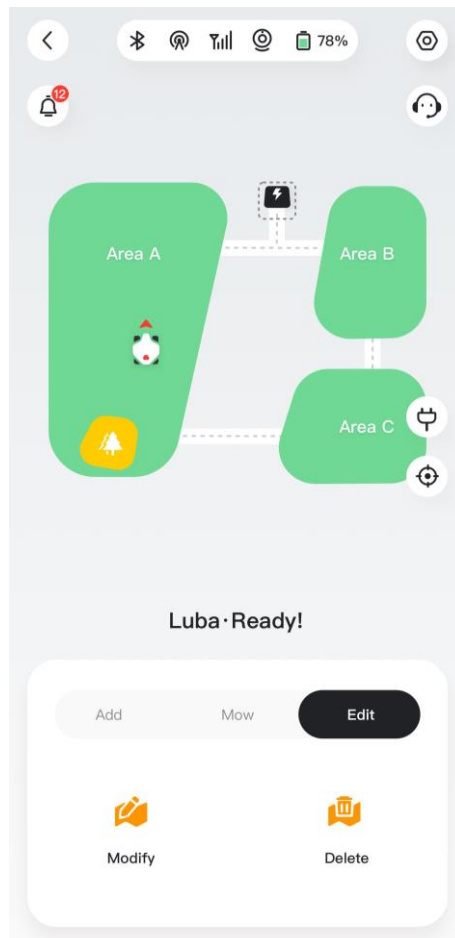 78%
12
Area A
Area B
Area C
Luba·Ready!
Add Mow Edit
Modify Delete